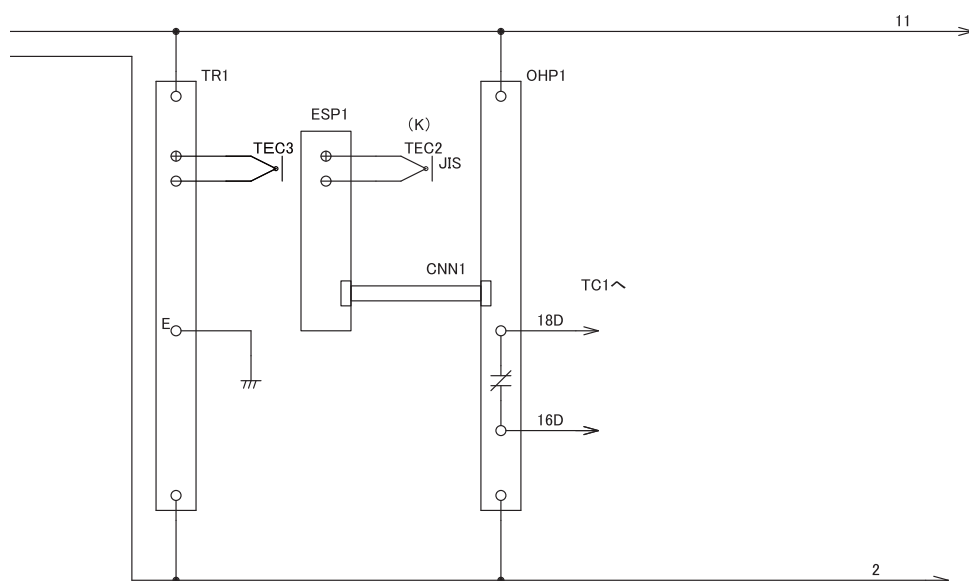 11
TR1
OHP1
ESP1
(K)
TEC3
TEC2
JIS
CNN1
TC1へ
18D
E
16D
2